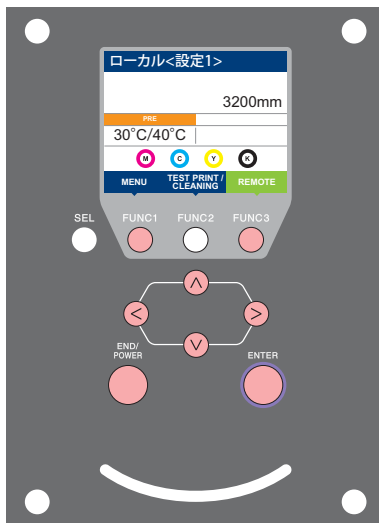 ローカル<設定1>
3200mm
PRE
30°C/40°C
M C Y K
MENU
TEST PRINT /
CLEANING
REMOTE
SEL
FUNC1 FUNC2 FUNC3
<
>
END/
POWER
ENTER